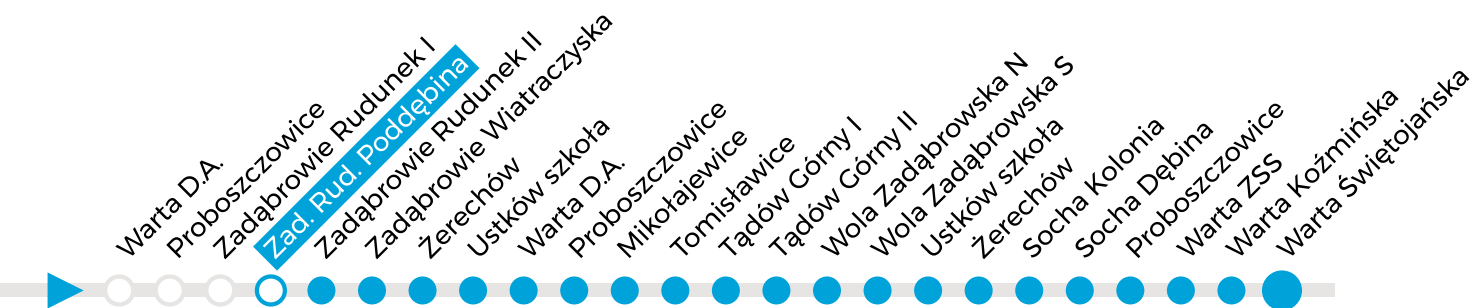 Warta D.A.
Proboszczowice
Zadąbrowie Rudunek I
Zad. Rud. Poddębina
Zadąbrowie Rudunek II
Zadąbrowie Wiatraczyska
Żerechów
Ustków szkoła
Warta D.A.
Proboszczowice
Mikołajewice
Tomisławice
Tądów Górny I
Tądów Górny II
Wola Zadąbrowska N
Wola Zadąbrowska S
Ustków szkoła
Żerechów
Socha Kolonia
Socha Dębina
Proboszczowice
Warta ZSS
Warta Koźmińska
Warta Świętojańska